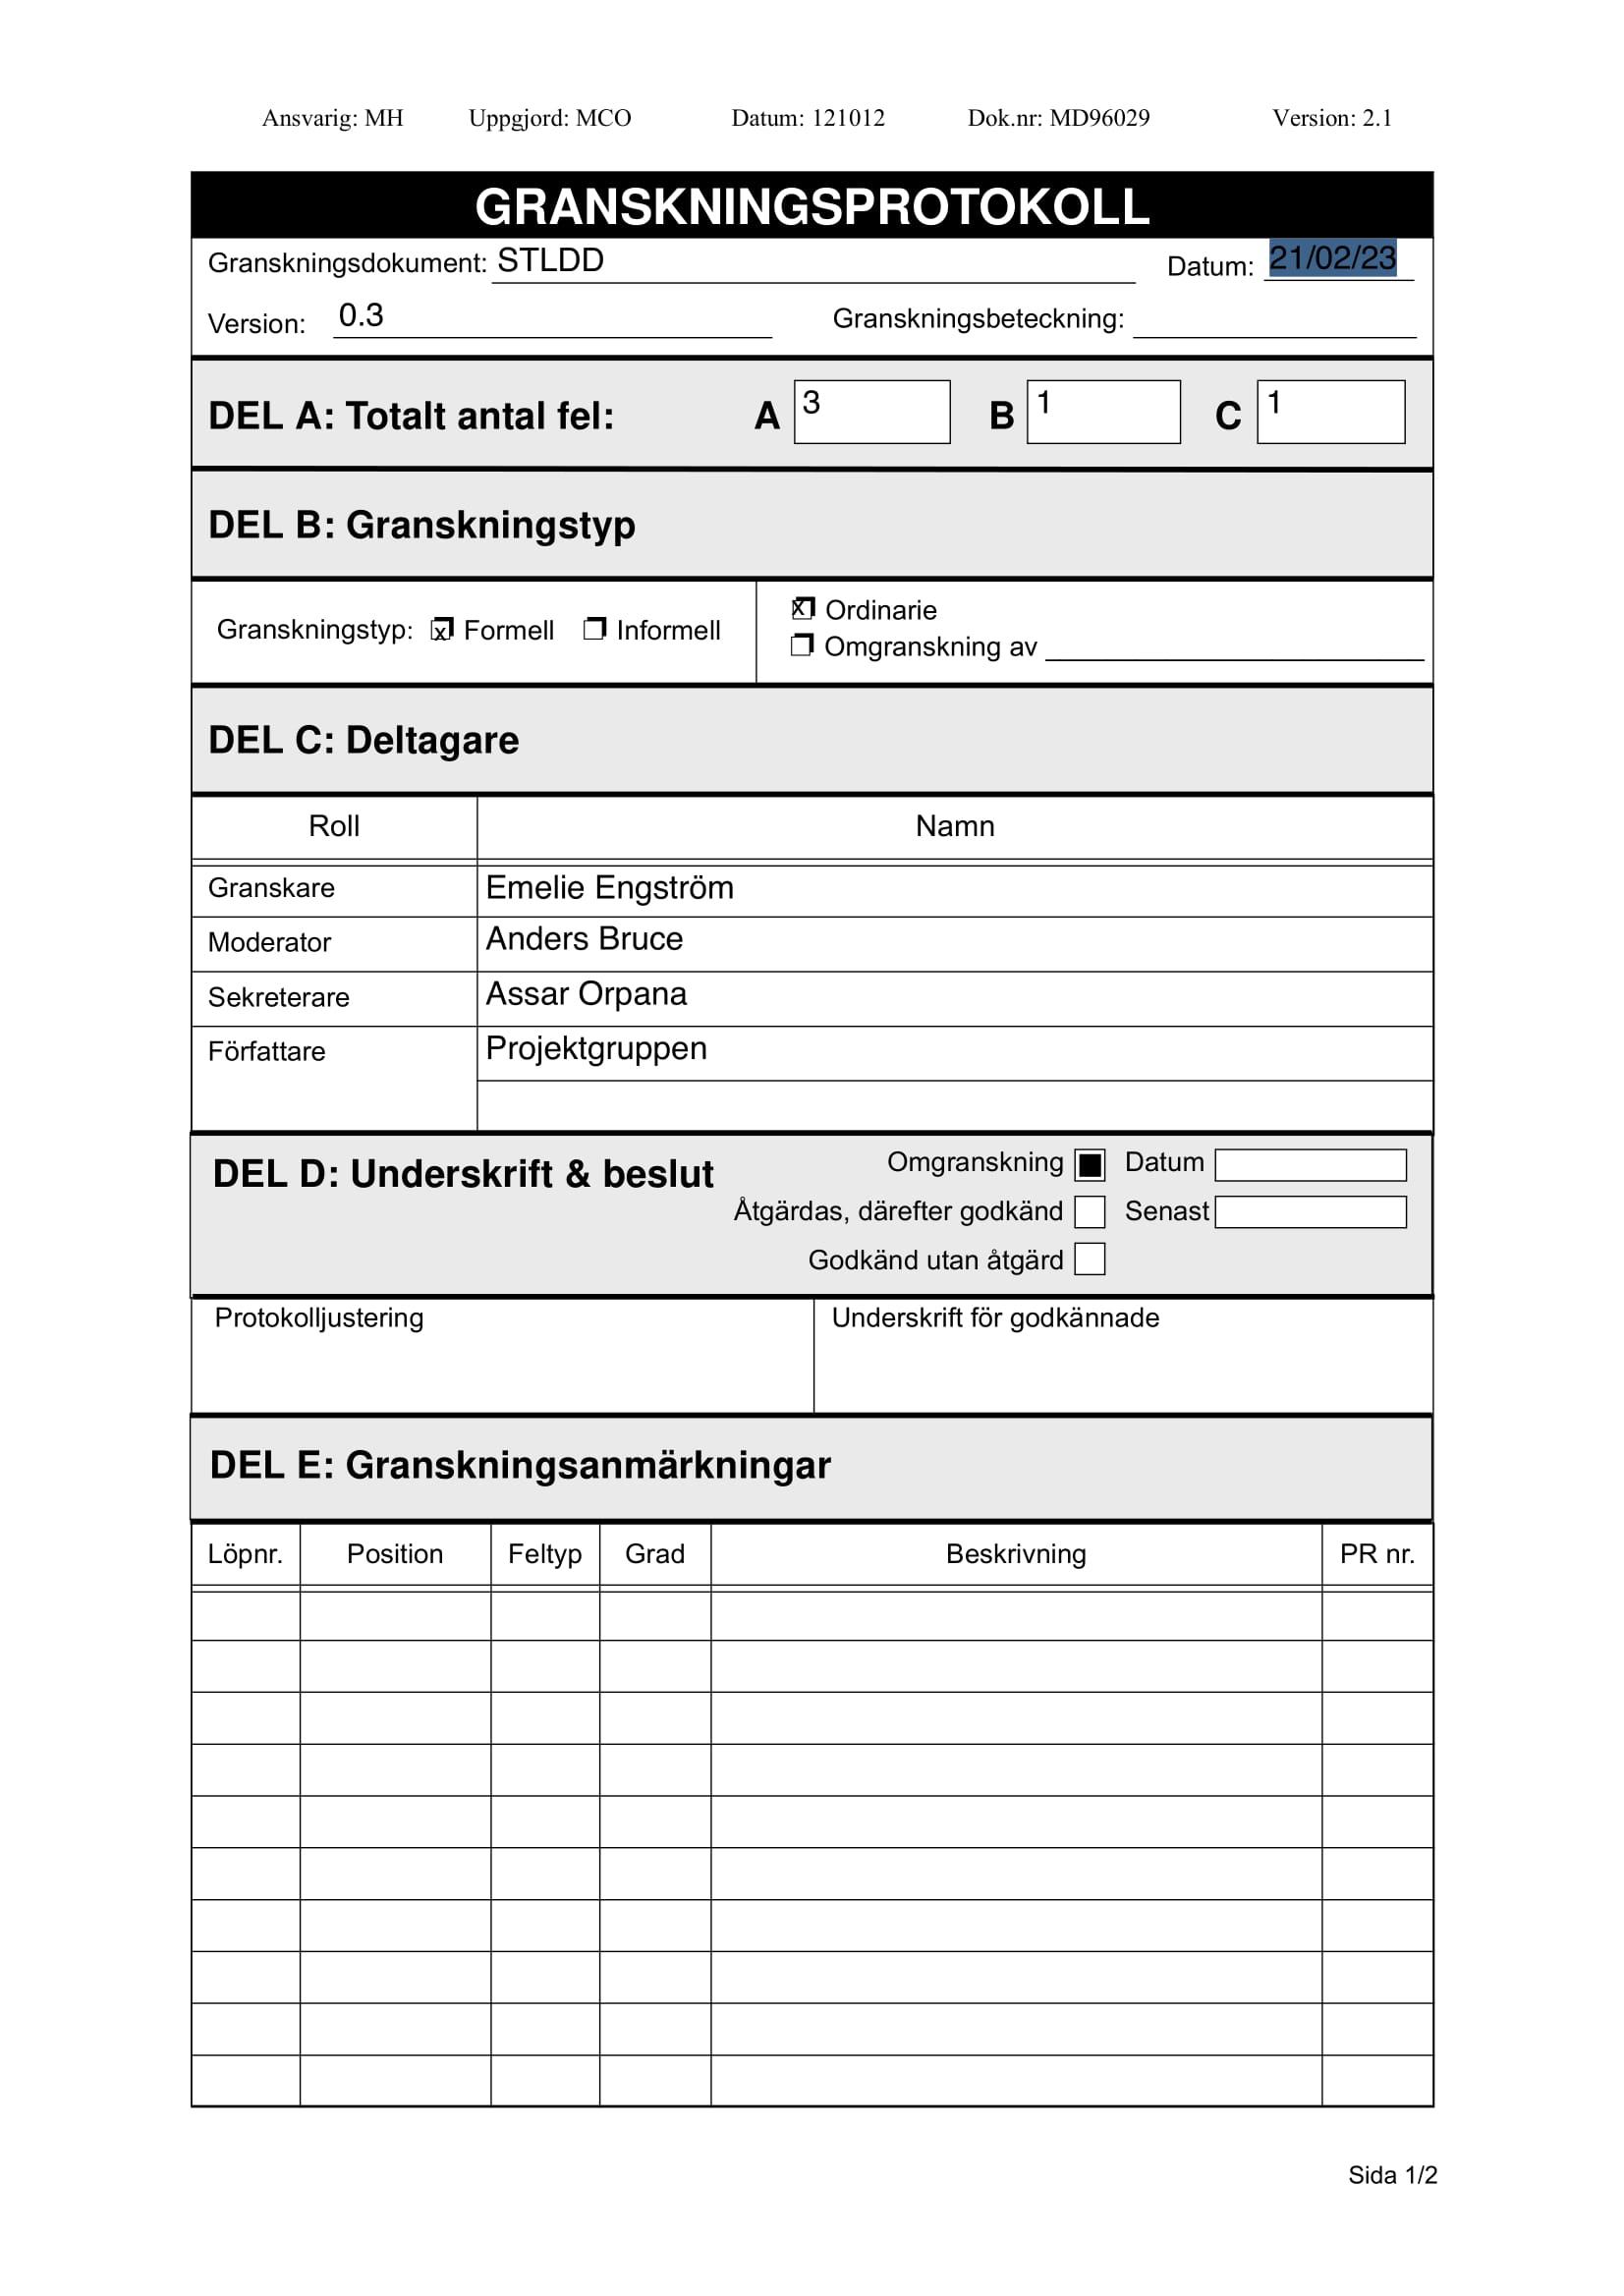 Ansvarig: MH Uppgjord: MCO Datum: 121012 Dok.nr: MD96029 Version: 2.1
GRANSKNINGSPROTOKOLL
Granskningsdokument: STLDD Datum: 21/02/23
Version: 0.3 Granskningsbeteckning:
DEL A: Totalt antal fel: A 3 B 1 C 1
DEL B: Granskningstyp
Granskningstyp: x Formell Informell
x Ordinarie
Omgranskning av
DEL C: Deltagare
Roll Namn
Granskare Emelie Engström
Moderator Anders Bruce
Sekreterare Assar Orpana
Författare Projektgruppen
DEL D: Underskrift & beslut
Omgranskning Datum
Åtgärdas, därefter godkänd Senast
Godkänd utan åtgärd
Protokolljustering Underskrift för godkännade
DEL E: Granskningsanmärkningar
Löpnr. Position Feltyp Grad Beskrivning PR nr.
Sida 1/2